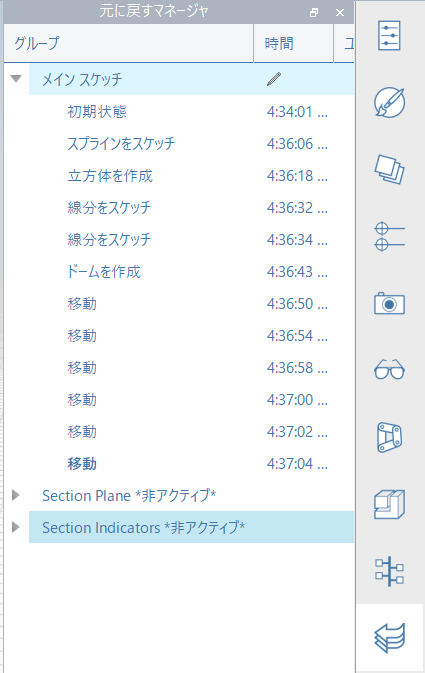 元に戻すマネージャ
グループ 時間 ユ
メイン スケッチ
初期状態 4:34:01 ...
スプラインをスケッチ 4:36:06 ...
立方体を作成 4:36:18 ...
線分をスケッチ 4:36:32 ...
線分をスケッチ 4:36:34 ...
ドームを作成 4:36:43 ...
移動 4:36:50 ...
移動 4:36:54 ...
移動 4:36:58 ...
移動 4:37:00 ...
移動 4:37:02 ...
移動 4:37:04 ...
Section Plane *非アクティブ*
Section Indicators *非アクティブ*